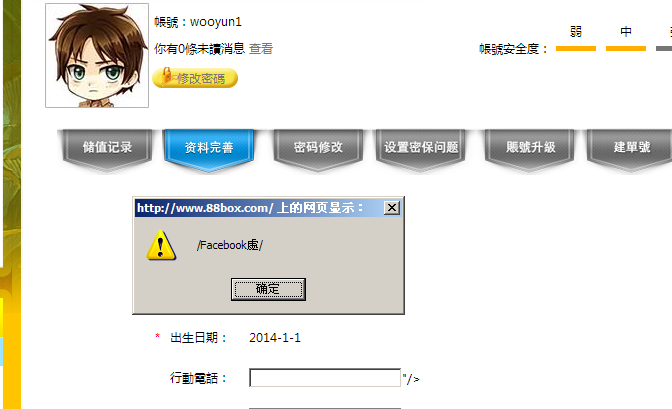 帳號：wooyun1
你有0條未讀消息 查看
修改密碼
弱 中
帳號安全度：
储值记录 资料完善 密码修改 设置密保问题 賬號升級 建單號
http://www.88box.com/ 上的网页显示：
/Facebook處/
确定
* 出生日期： 2014-1-1
行動電話： "/>